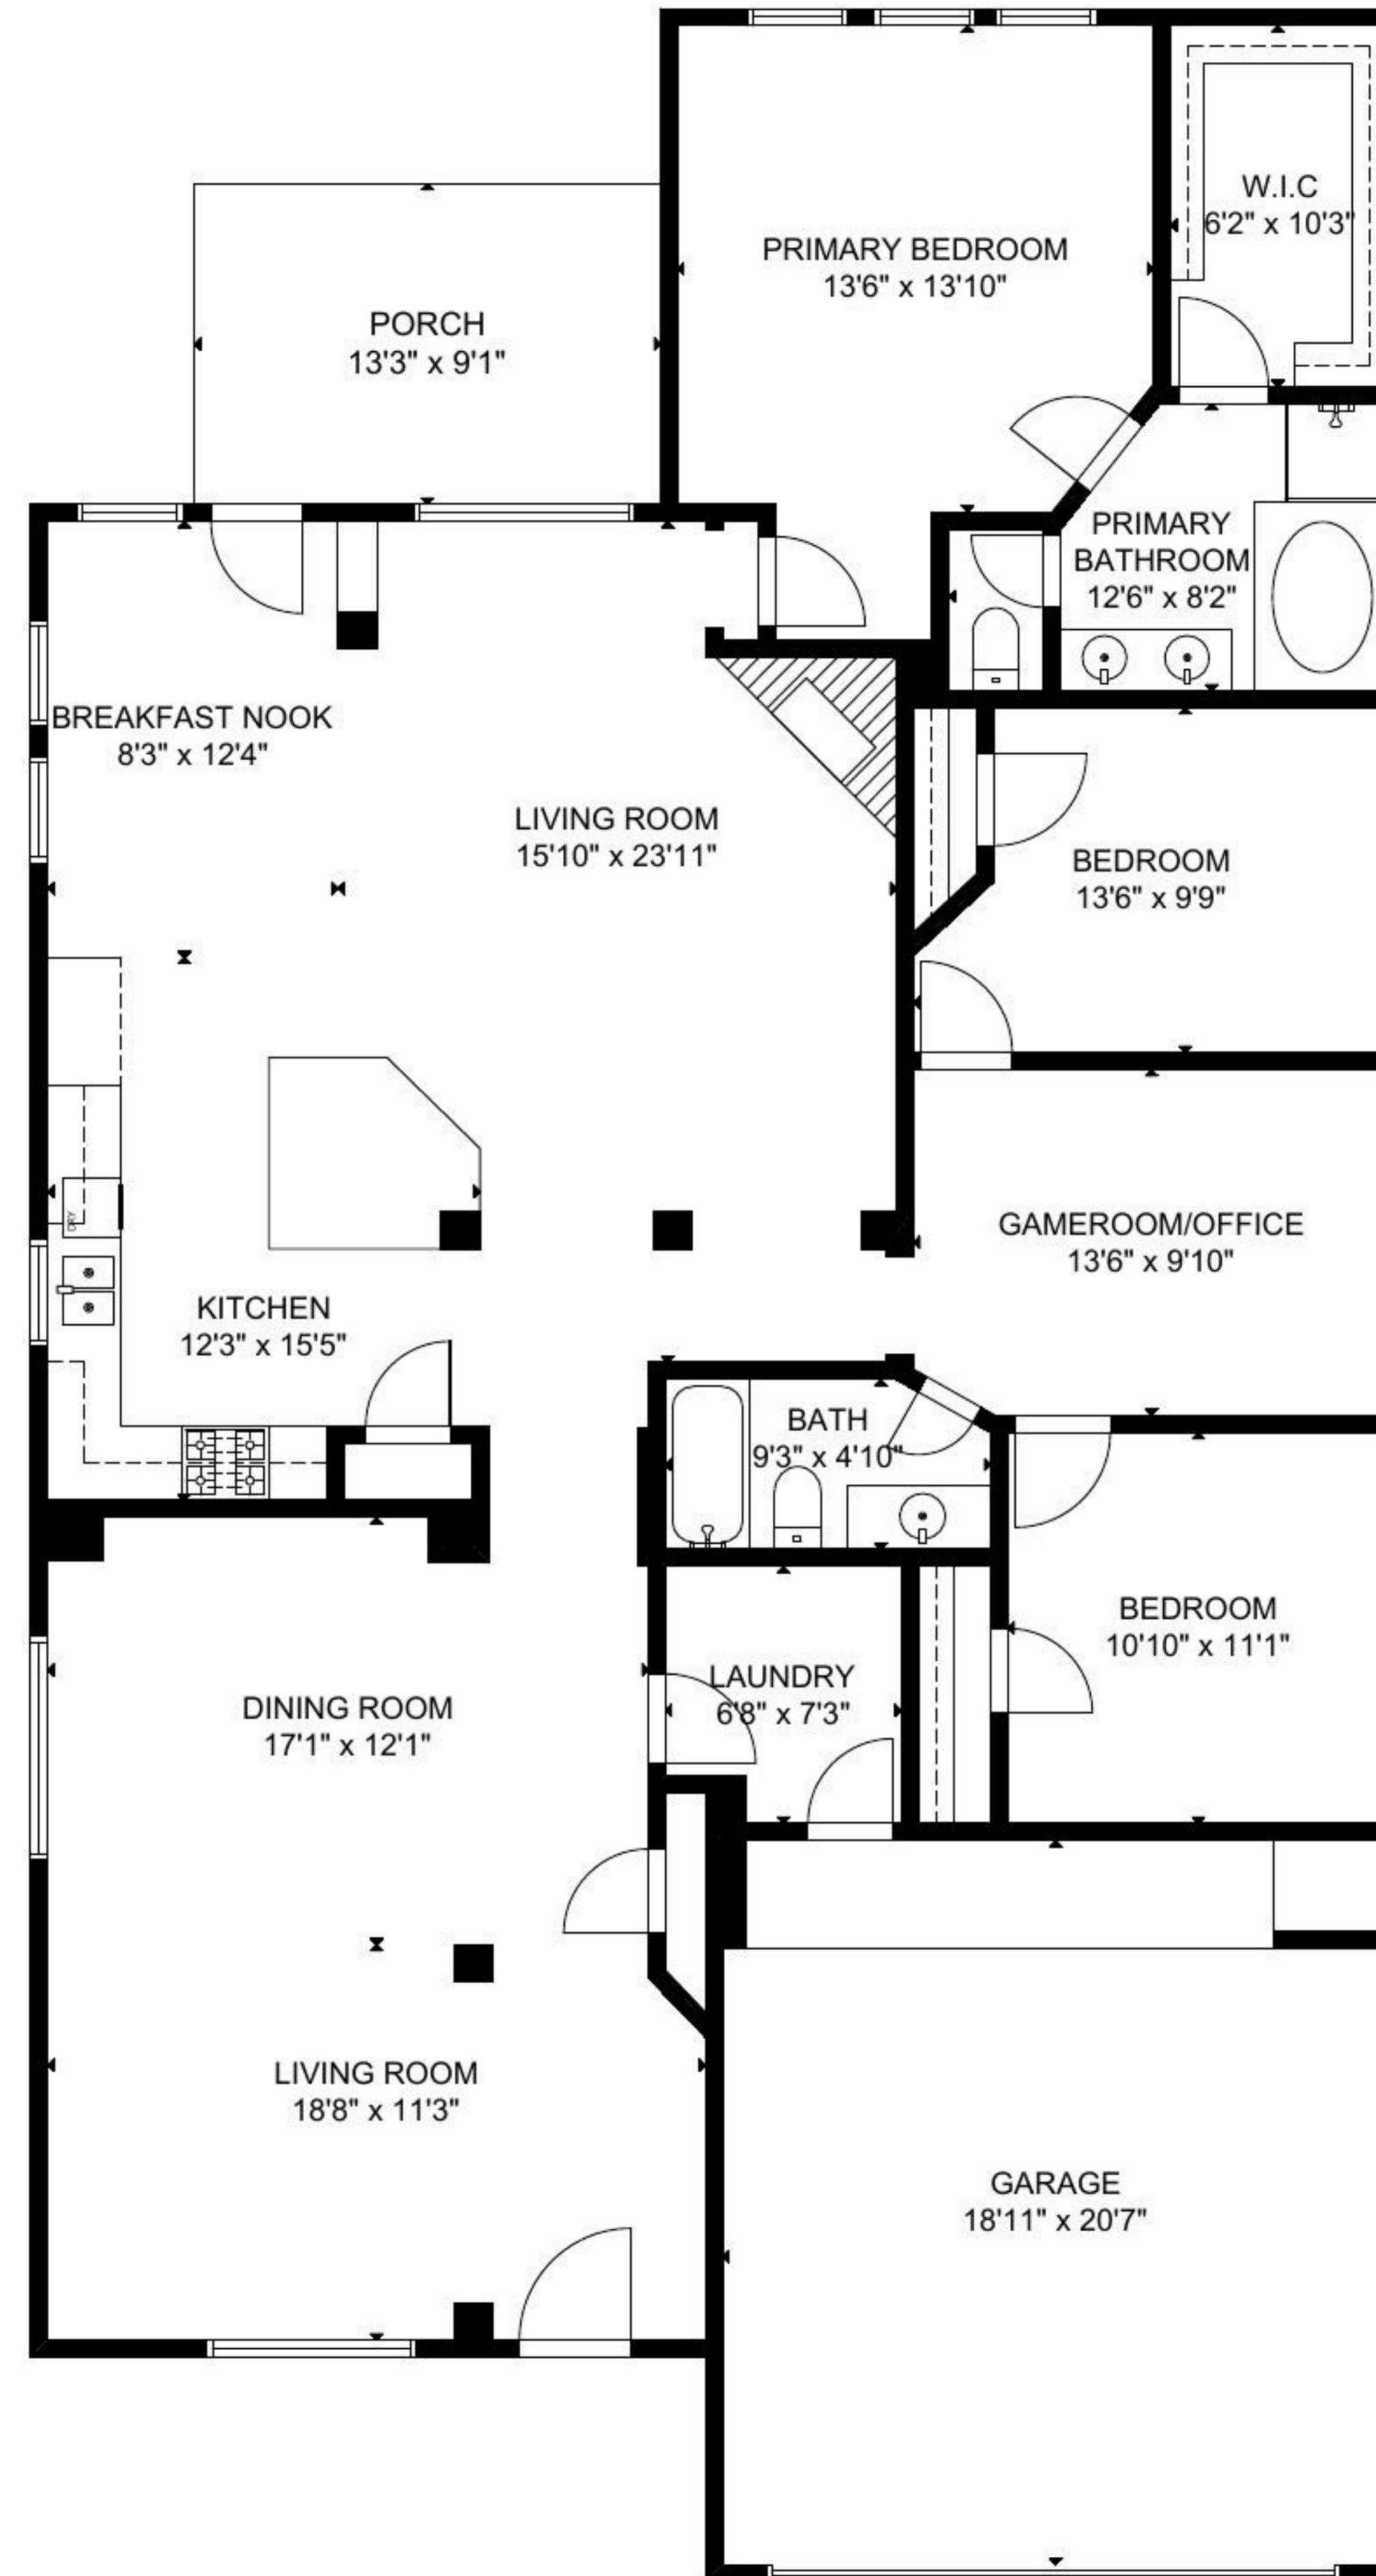 W.I.C
6'2" x 10'3"
PRIMARY BEDROOM
13'6" x 13'10"
PORCH
13'3" x 9'1"
PRIMARY
BATHROOM
12'6" x 8'2"
BREAKFAST NOOK
8'3" x 12'4"
LIVING ROOM
15'10" x 23'11"
BEDROOM
13'6" x 9'9"
DRY
GAMEROOM/OFFICE
13'6" x 9'10"
KITCHEN
12'3" x 15'5"
BATH
9'3" x 4'10"
BEDROOM
10'10" x 11'1"
LAUNDRY
6'8" x 7'3"
DINING ROOM
17'1" x 12'1"
LIVING ROOM
18'8" x 11'3"
GARAGE
18'11" x 20'7"